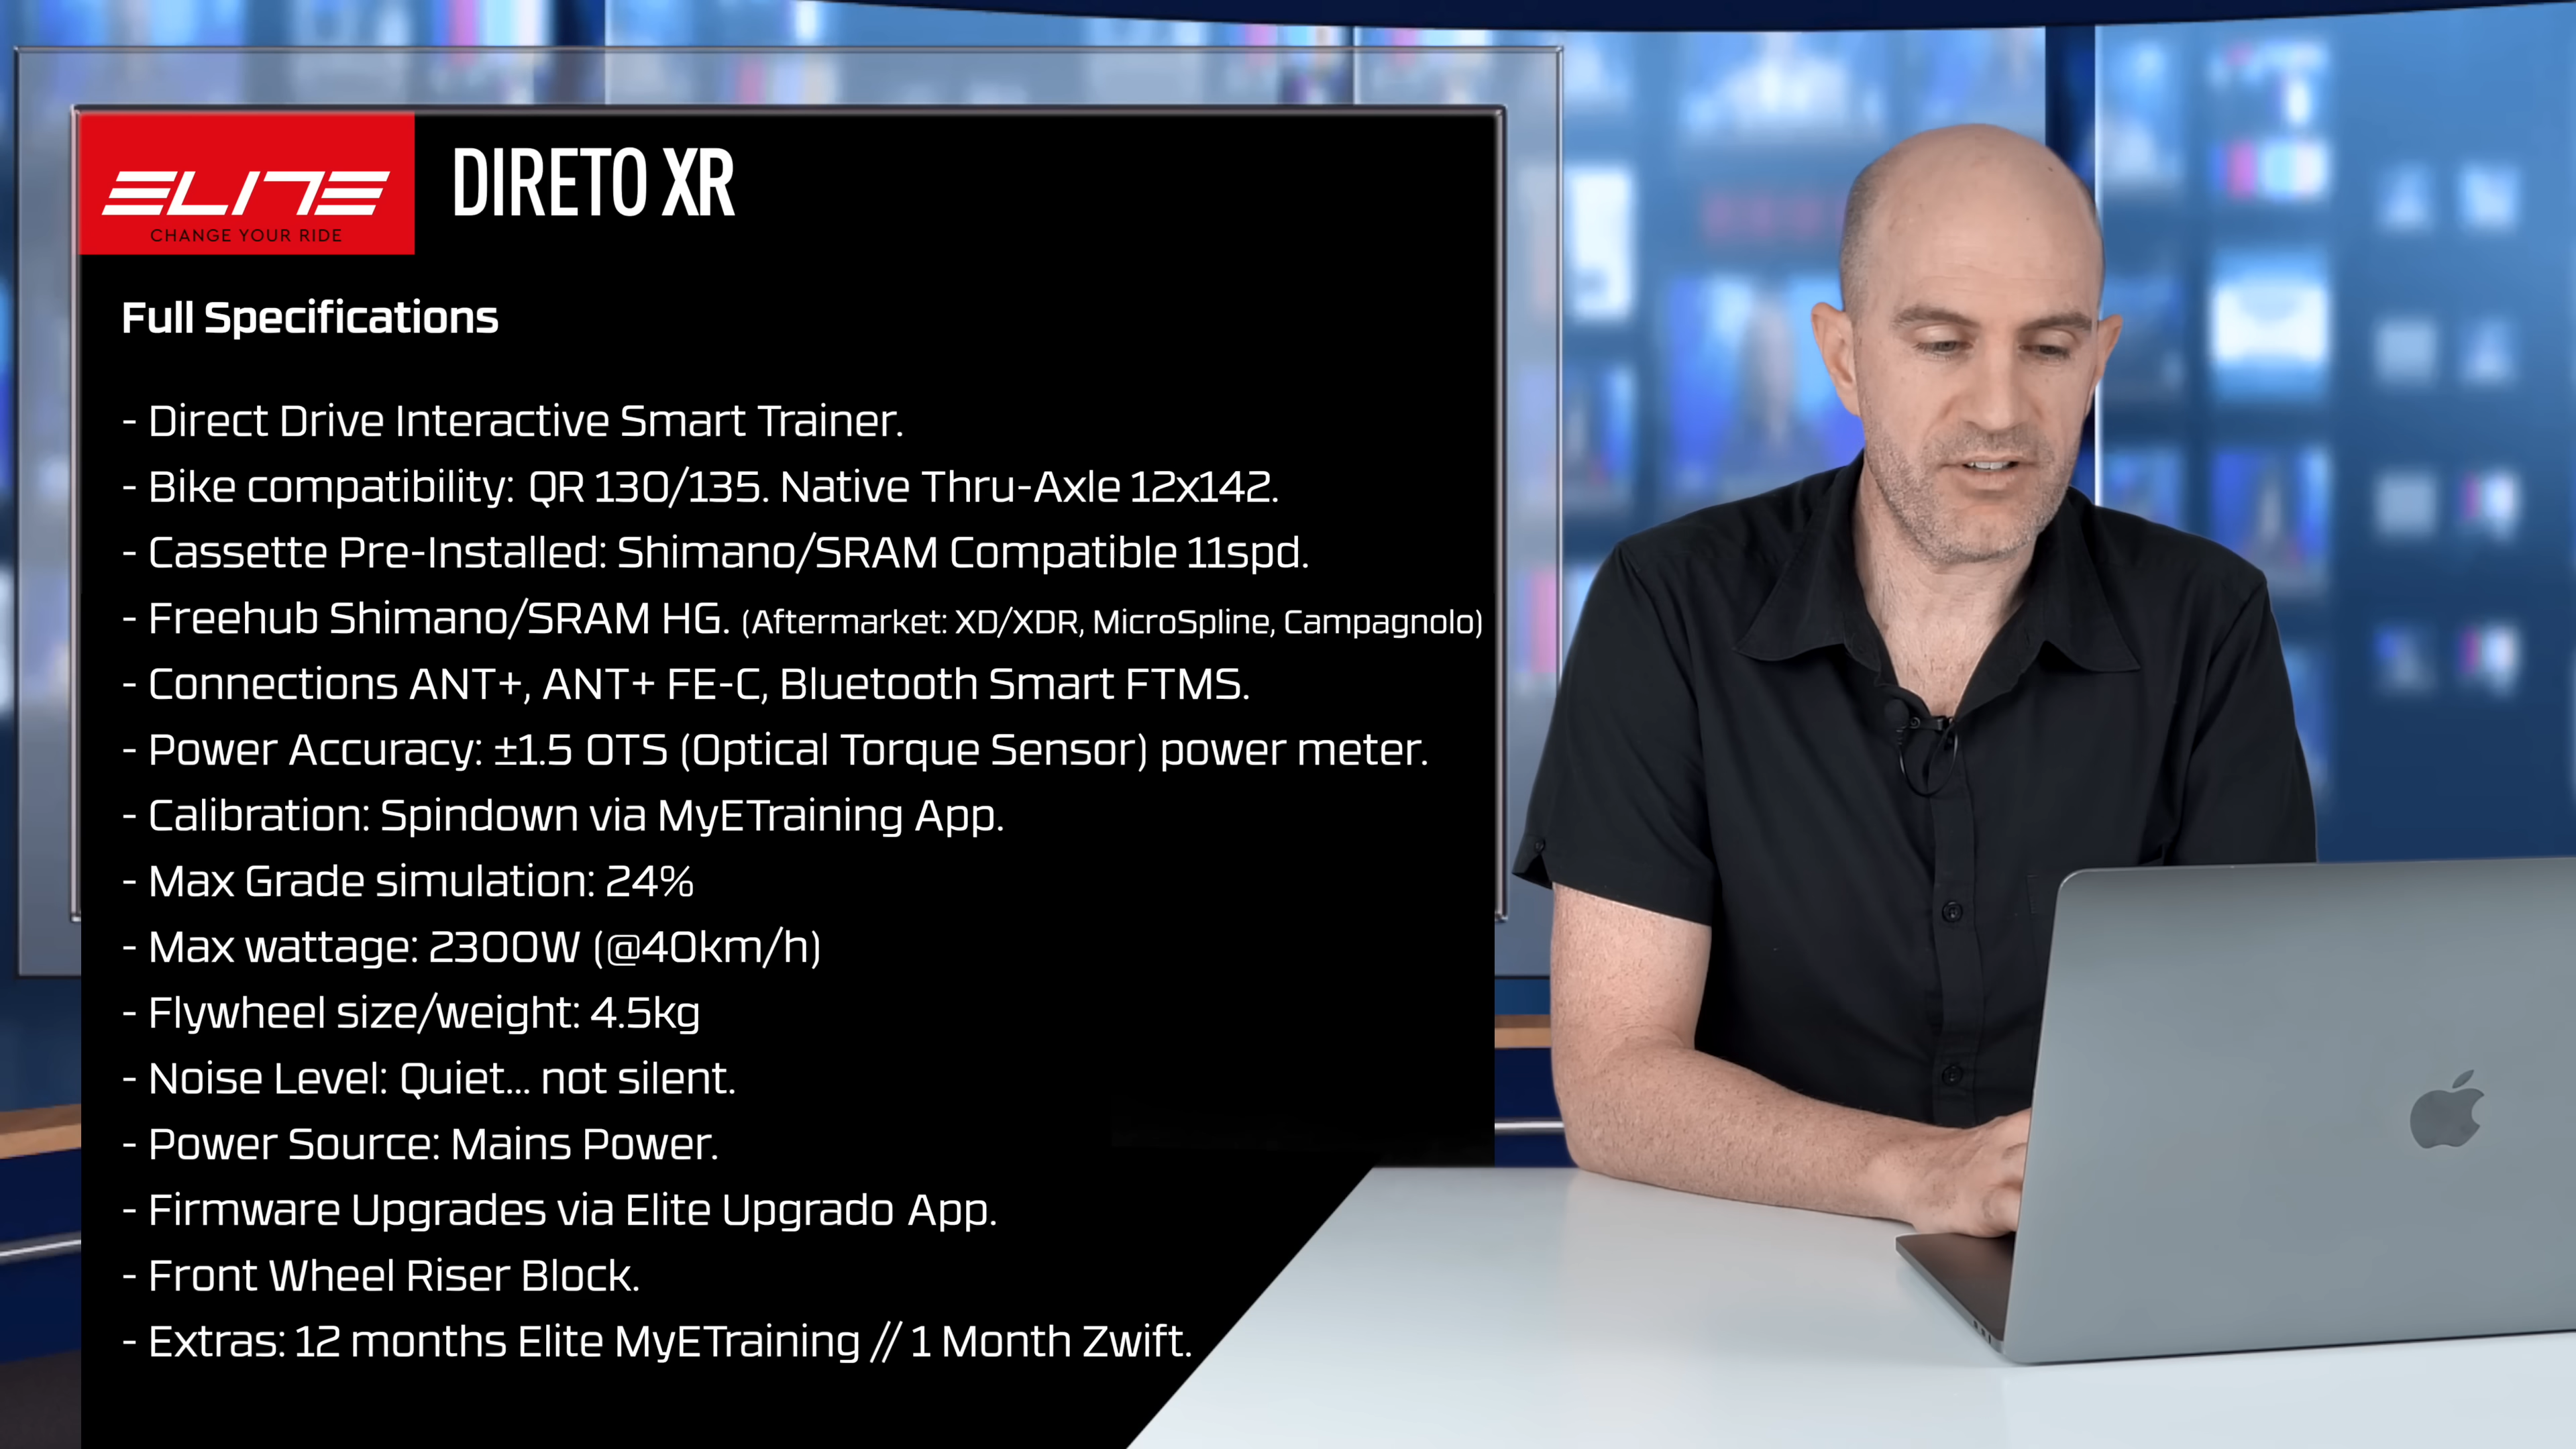 ELITE
CHANGE YOUR RIDE
DIRETO XR
Full Specifications
- Direct Drive Interactive Smart Trainer.
- Bike compatibility: QR 130/135. Native Thru-Axle 12x142.
- Cassette Pre-Installed: Shimano/SRAM Compatible 11spd.
- Freehub Shimano/SRAM HG. (Aftermarket: XD/XDR, MicroSpline, Campagnolo)
- Connections ANT+, ANT+ FE-C, Bluetooth Smart FTMS.
- Power Accuracy: ±1.5 OTS (Optical Torque Sensor) power meter.
- Calibration: Spindown via MyETraining App.
- Max Grade simulation: 24%
- Max wattage: 2300W (@40km/h)
- Flywheel size/weight: 4.5kg
- Noise Level: Quiet... not silent.
- Power Source: Mains Power.
- Firmware Upgrades via Elite Upgrado App.
- Front Wheel Riser Block.
- Extras: 12 months Elite MyETraining // 1 Month Zwift.